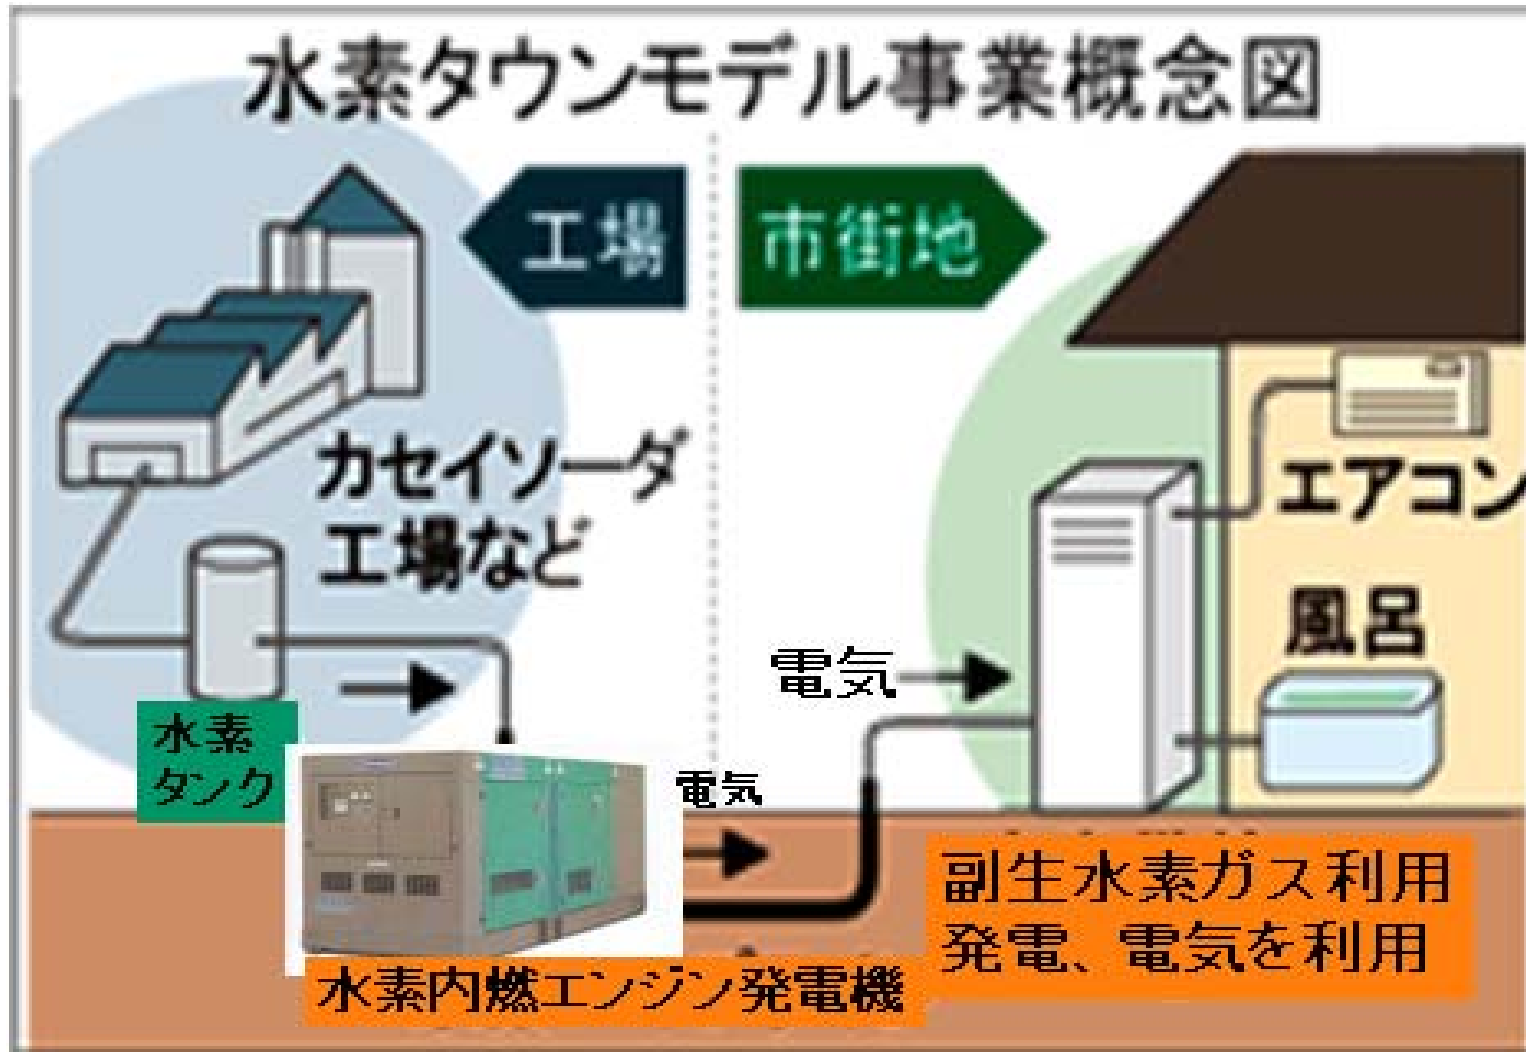 水素タウンモデル事業概念図
工場
市街地
カセイソーダ
工場など
エアコン
風呂
電気
水素
タンク
電気
副生水素ガス利用
発電、電気を利用
水素内燃エンジン発電機